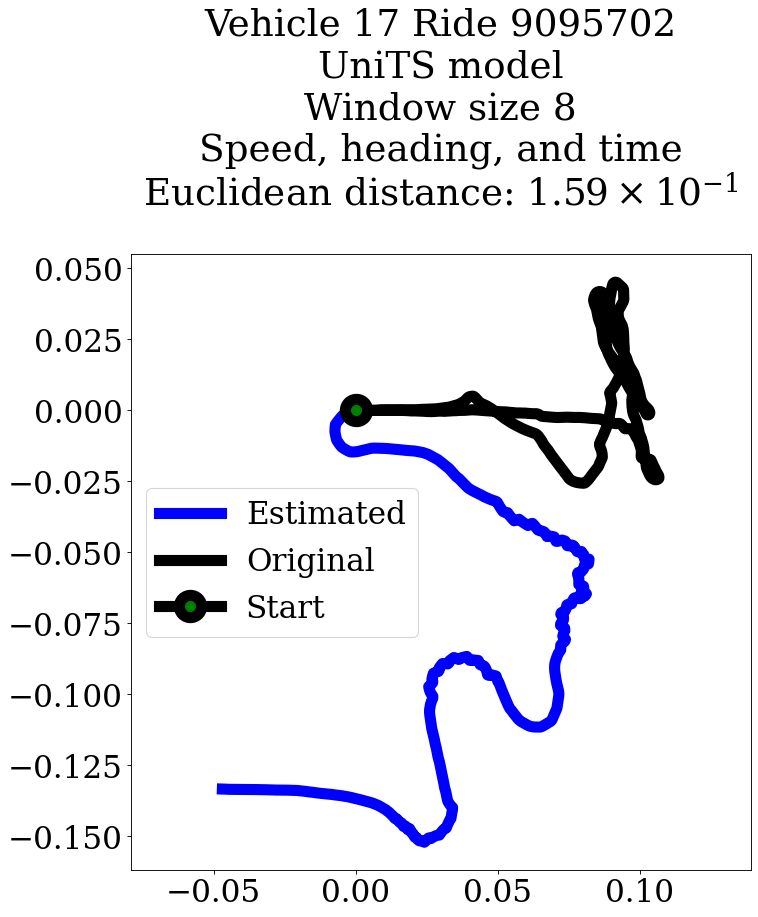 Vehicle 17 Ride 9095702
UniTS model
Window size 8
Speed, heading, and time
Euclidean distance: 1.59 × 10⁻¹
0.050
0.025
0.000
−0.025
−0.050
−0.075
−0.100
−0.125
−0.150
Estimated
Original
Start
−0.05 0.00 0.05 0.10